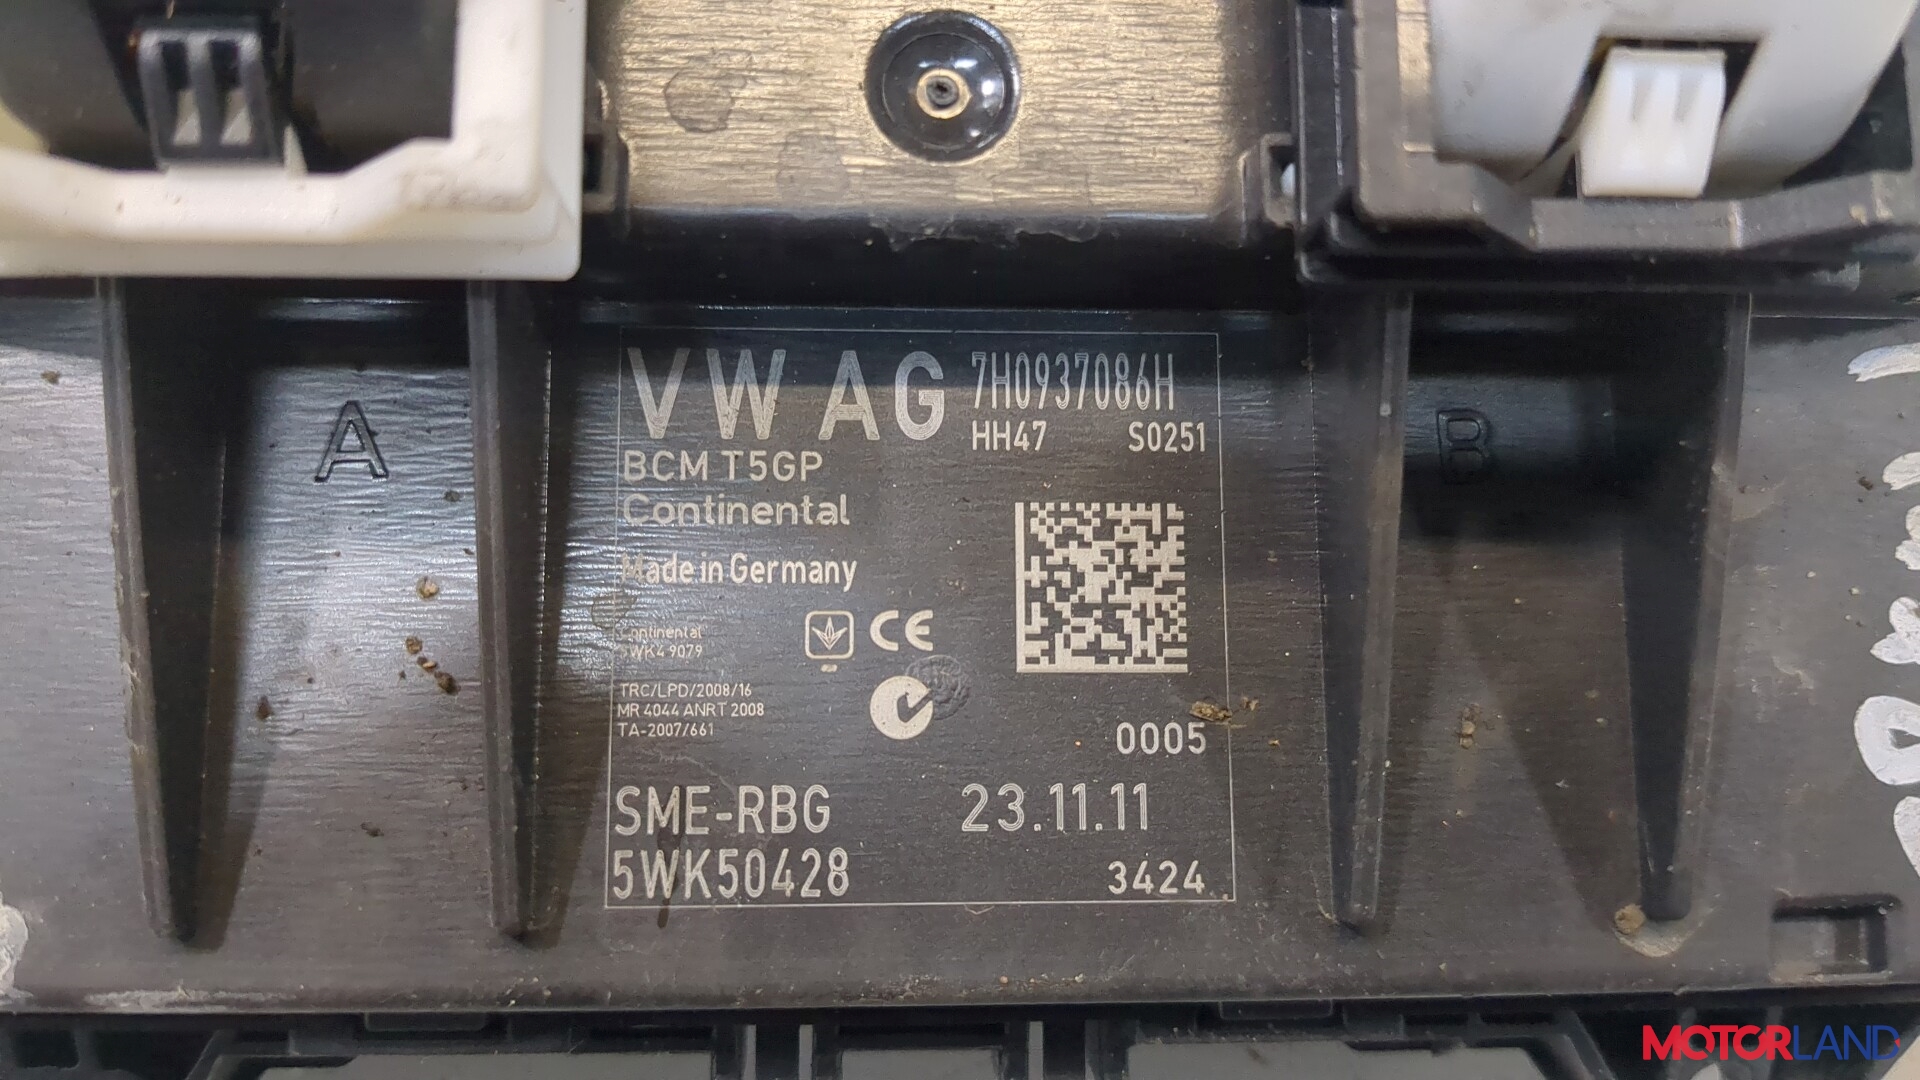 VW AG 7H0937086H
HH47 S0251
BCM T5GP
Continental
Made in Germany
Continental
5WK4 9079
CE
TRC/LPD/2008/16
MR 4044 ANRT 2008
TA-2007/661
0005
SME-RBG 23.11.11
5WK50428 3424
A
B
MOTORLAND